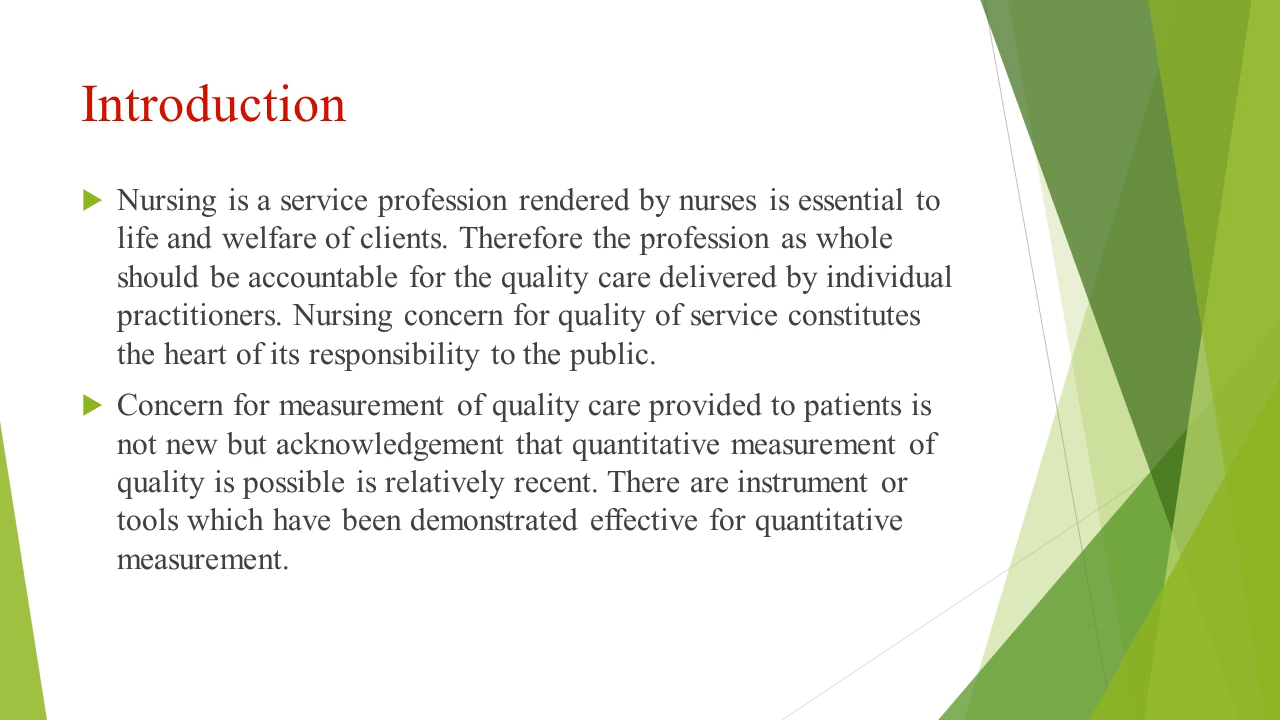 Introduction
Nursing is a service profession rendered by nurses is essential to
life and welfare of clients. Therefore the profession as whole
should be accountable for the quality care delivered by individual
practitioners. Nursing concern for quality of service constitutes
the heart of its responsibility to the public.
Concern for measurement of quality care provided to patients is
not new but acknowledgement that quantitative measurement of
quality is possible is relatively recent. There are instrument or
tools which have been demonstrated effective for quantitative
measurement.